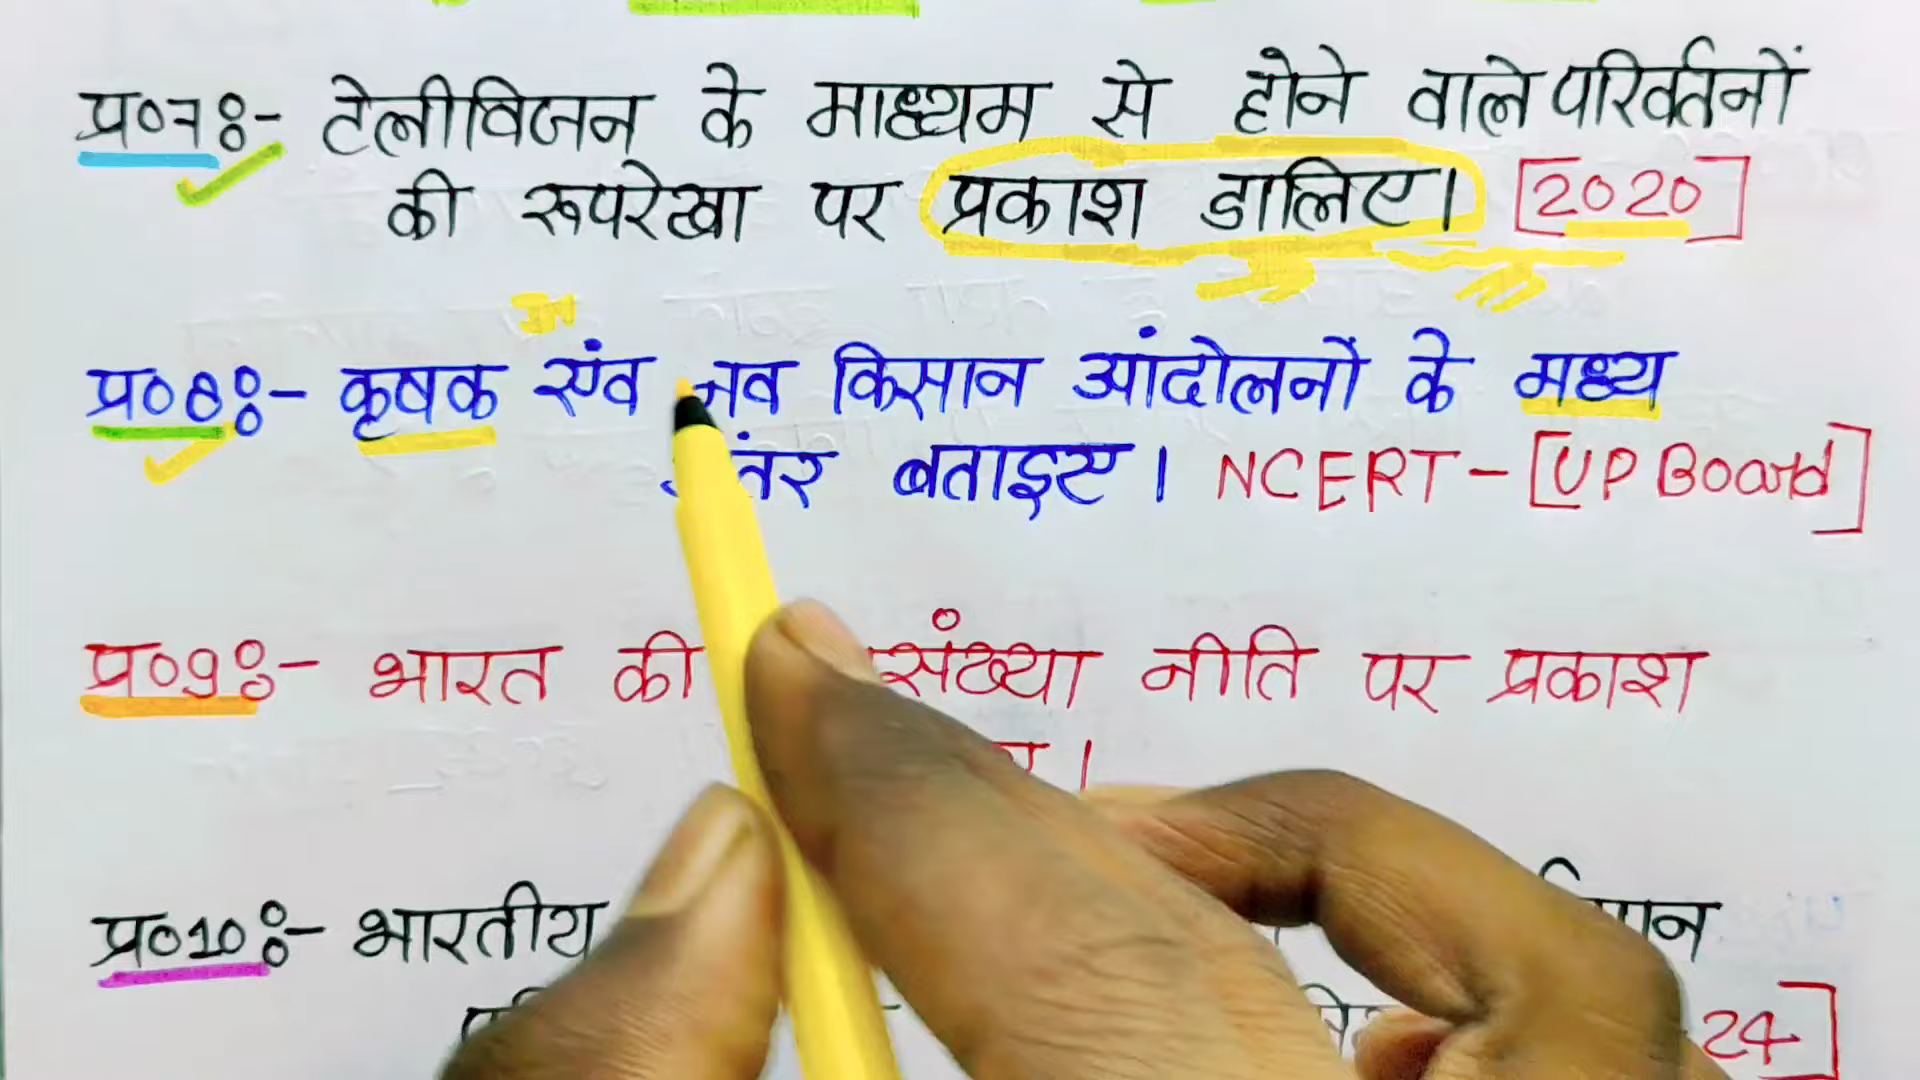 प्र०7ः- टेलीविजन के माध्यम से होने वाले परिवर्तनों
की रूपरेखा पर प्रकाश डालिए। [2020]
प्र०8ः- कृषक एंव नव किसान आंदोलनों के मध्य
बताइए। NCERT-[UP Board]
प्र०9ः- भारत की नीति पर प्रकाश
।
प्र०10ः- भारतीय
24]